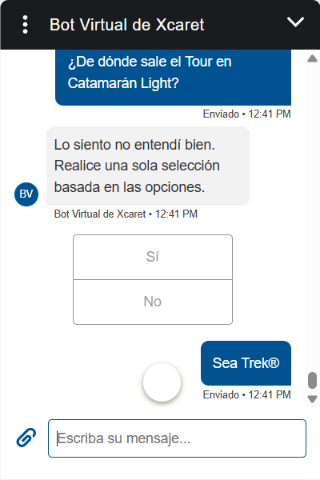 Bot Virtual de Xcaret
¿De dónde sale el Tour en
Catamarán Light?
Enviado • 12:41 PM
Lo siento no entendí bien.
Realice una sola selección
basada en las opciones.
BV
Bot Virtual de Xcaret • 12:41 PM
Sí
No
Sea Trek®
Enviado • 12:41 PM
Escriba su mensaje...